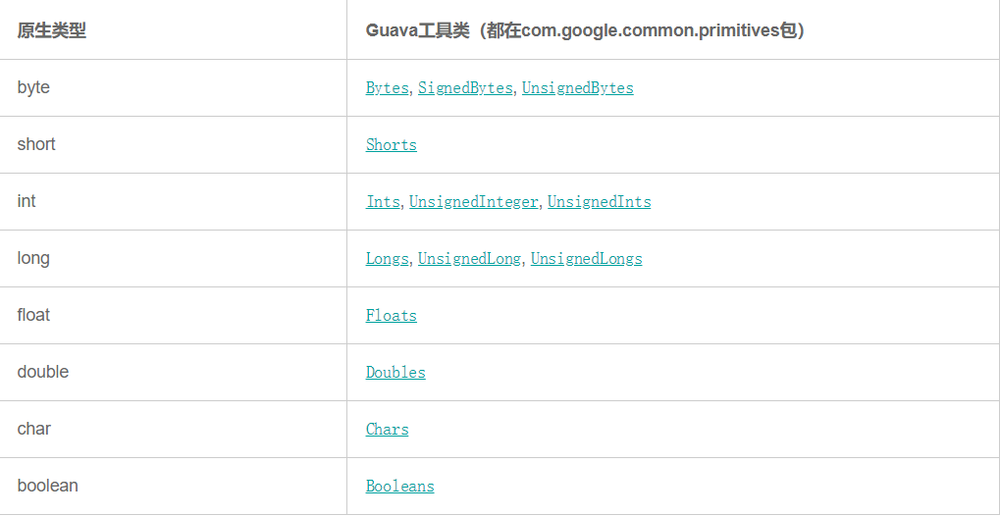 原生类型 Guava工具类（都在com.google.common.primitives包）
byte Bytes, SignedBytes, UnsignedBytes
short Shorts
int Ints, UnsignedInteger, UnsignedInts
long Longs, UnsignedLong, UnsignedLongs
float Floats
double Doubles
char Chars
boolean Booleans